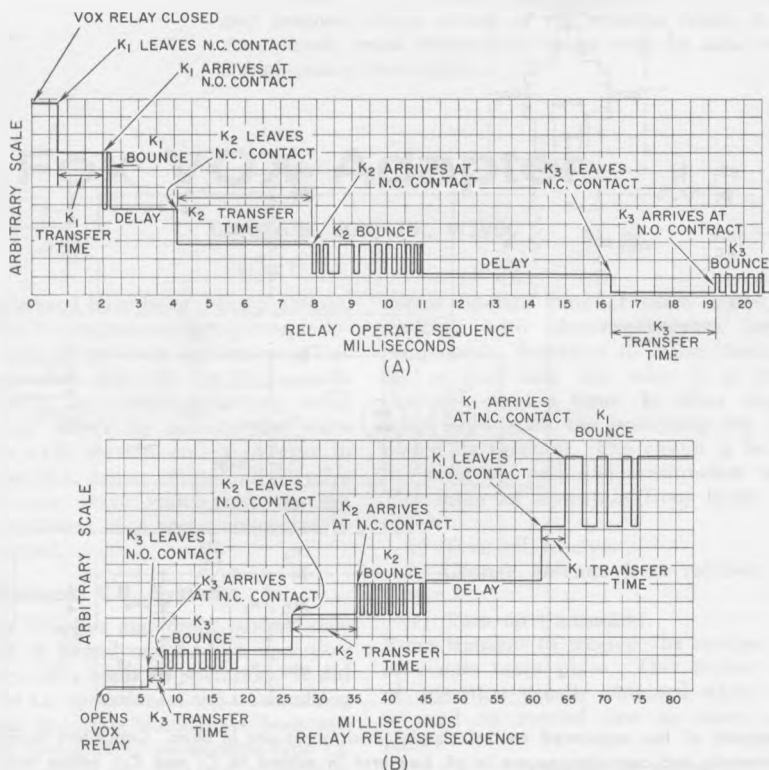 VOX RELAY CLOSED
K1 LEAVES N.C. CONTACT
K1 ARRIVES AT
N.O. CONTACT
K1
BOUNCE
K2 LEAVES
N.C. CONTACT
K2 ARRIVES AT
N.O. CONTACT
K3 LEAVES
N.C. CONTACT
K3 ARRIVES AT
N.O. CONTRACT
K3
BOUNCE
ARBITRARY SCALE
K1
TRANSFER
TIME
DELAY
K2 TRANSFER
TIME
K2 BOUNCE
DELAY
0 1 2 3 4 5 6 7 8 9 10 11 11 12 13 14 15 16 17 18 19 20
K3
TRANSFER
TIME
RELAY OPERATE SEQUENCE
MILLISECONDS
(A)
K1 ARRIVES
AT N.C. CONTACT
K1
BOUNCE
K1 LEAVES
N.O. CONTACT
K2 LEAVES
N.O. CONTACT
K2 ARRIVES
AT N.C. CONTACT
K3 LEAVES
N.O. CONTACT
K3 ARRIVES
AT N.C. CONTACT
K3
BOUNCE
K2
BOUNCE
DELAY
K1 TRANSFER
TIME
K2 TRANSFER
TIME
ARBITRARY SCALE
0 5 10 15 20 25 30 35 40 45 50 55 60 65 70 75 80
OPENS
VOX
RELAY
K3 TRANSFER
TIME
MILLISECONDS
RELAY RELEASE SEQUENCE
(B)